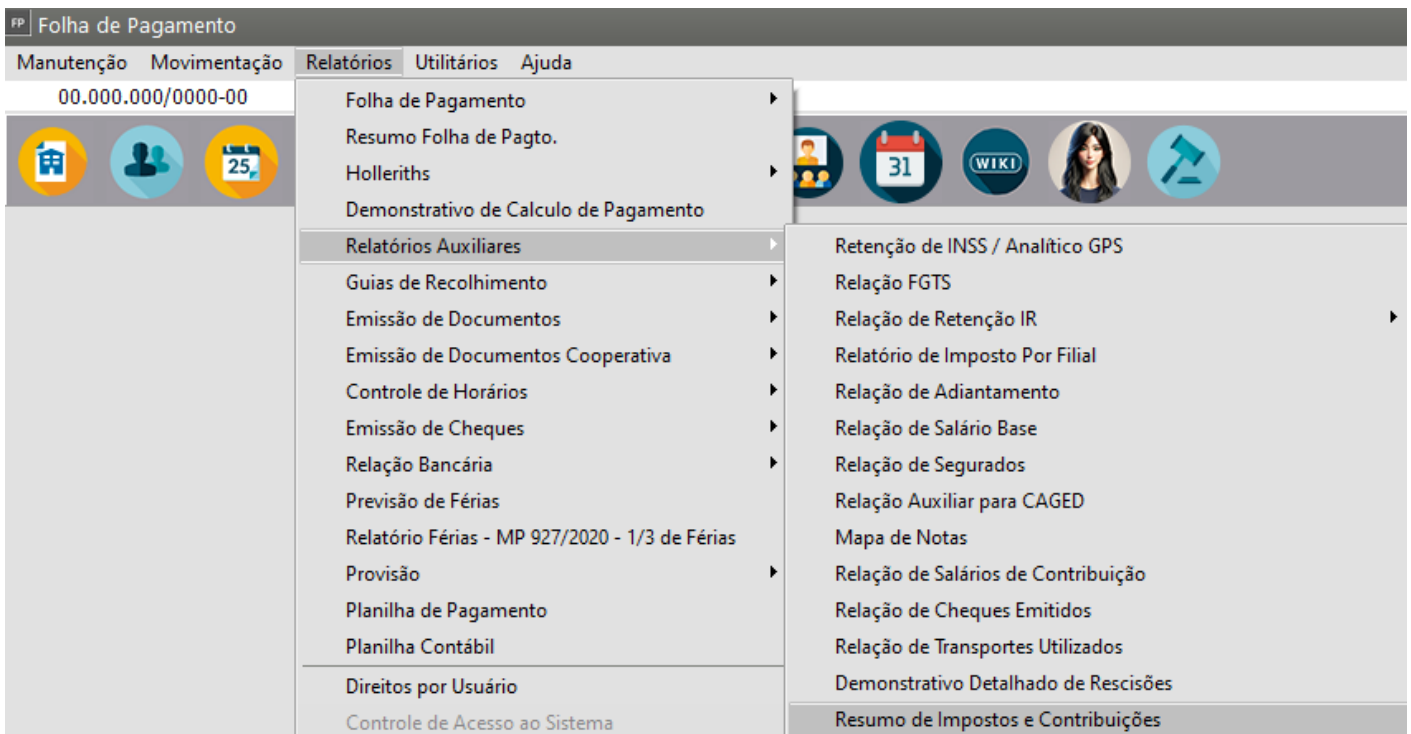 FP Folha de Pagamento
Manutenção Movimentação Relatórios Utilitários Ajuda
00.000.000/0000-00
25
31
WIKI
Folha de Pagamento
Resumo Folha de Pagto.
Holleriths
Demonstrativo de Calculo de Pagamento
Relatórios Auxiliares
Guias de Recolhimento
Emissão de Documentos
Emissão de Documentos Cooperativa
Controle de Horários
Emissão de Cheques
Relação Bancária
Previsão de Férias
Relatório Férias - MP 927/2020 - 1/3 de Férias
Provisão
Planilha de Pagamento
Planilha Contábil
Direitos por Usuário
Controle de Acesso ao Sistema
Retenção de INSS / Analítico GPS
Relação FGTS
Relação de Retenção IR
Relatório de Imposto Por Filial
Relação de Adiantamento
Relação de Salário Base
Relação de Segurados
Relação Auxiliar para CAGED
Mapa de Notas
Relação de Salários de Contribuição
Relação de Cheques Emitidos
Relação de Transportes Utilizados
Demonstrativo Detalhado de Rescisões
Resumo de Impostos e Contribuições